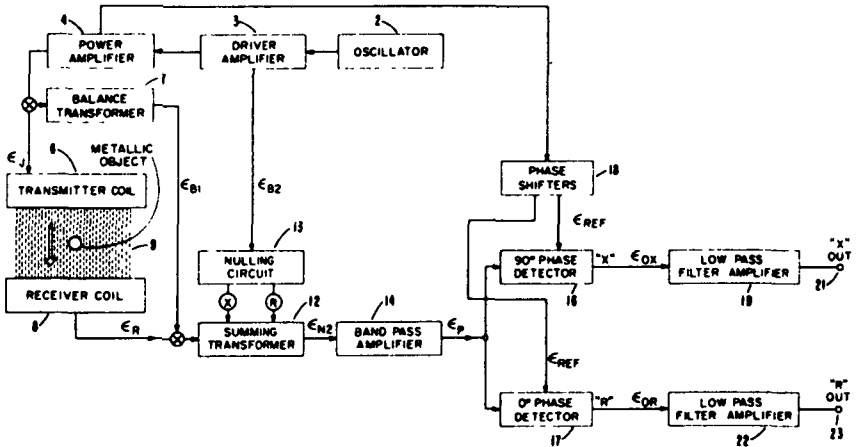 4
POWER
AMPLIFIER
3
DRIVER
AMPLIFIER
2
OSCILLATOR
7
BALANCE
TRANSFORMER
ϵJ
6
METALLIC
OBJECT
TRANSMITTER COIL
ϵB1
ϵB2
9
RECEIVER COIL
8
ϵR
13
NULLING
CIRCUIT
X
R
12
SUMMING
TRANSFORMER
ϵN2
14
BAND PASS
AMPLIFIER
ϵP
PHASE
SHIFTERS
18
ϵREF
90° PHASE
DETECTOR
16
"X"
ϵOX
LOW PASS
FILTER AMPLIFIER
19
"X"
OUT
21
ϵREF
0° PHASE
DETECTOR
17
"R"
ϵOR
LOW PASS
FILTER AMPLIFIER
22
"R"
OUT
23